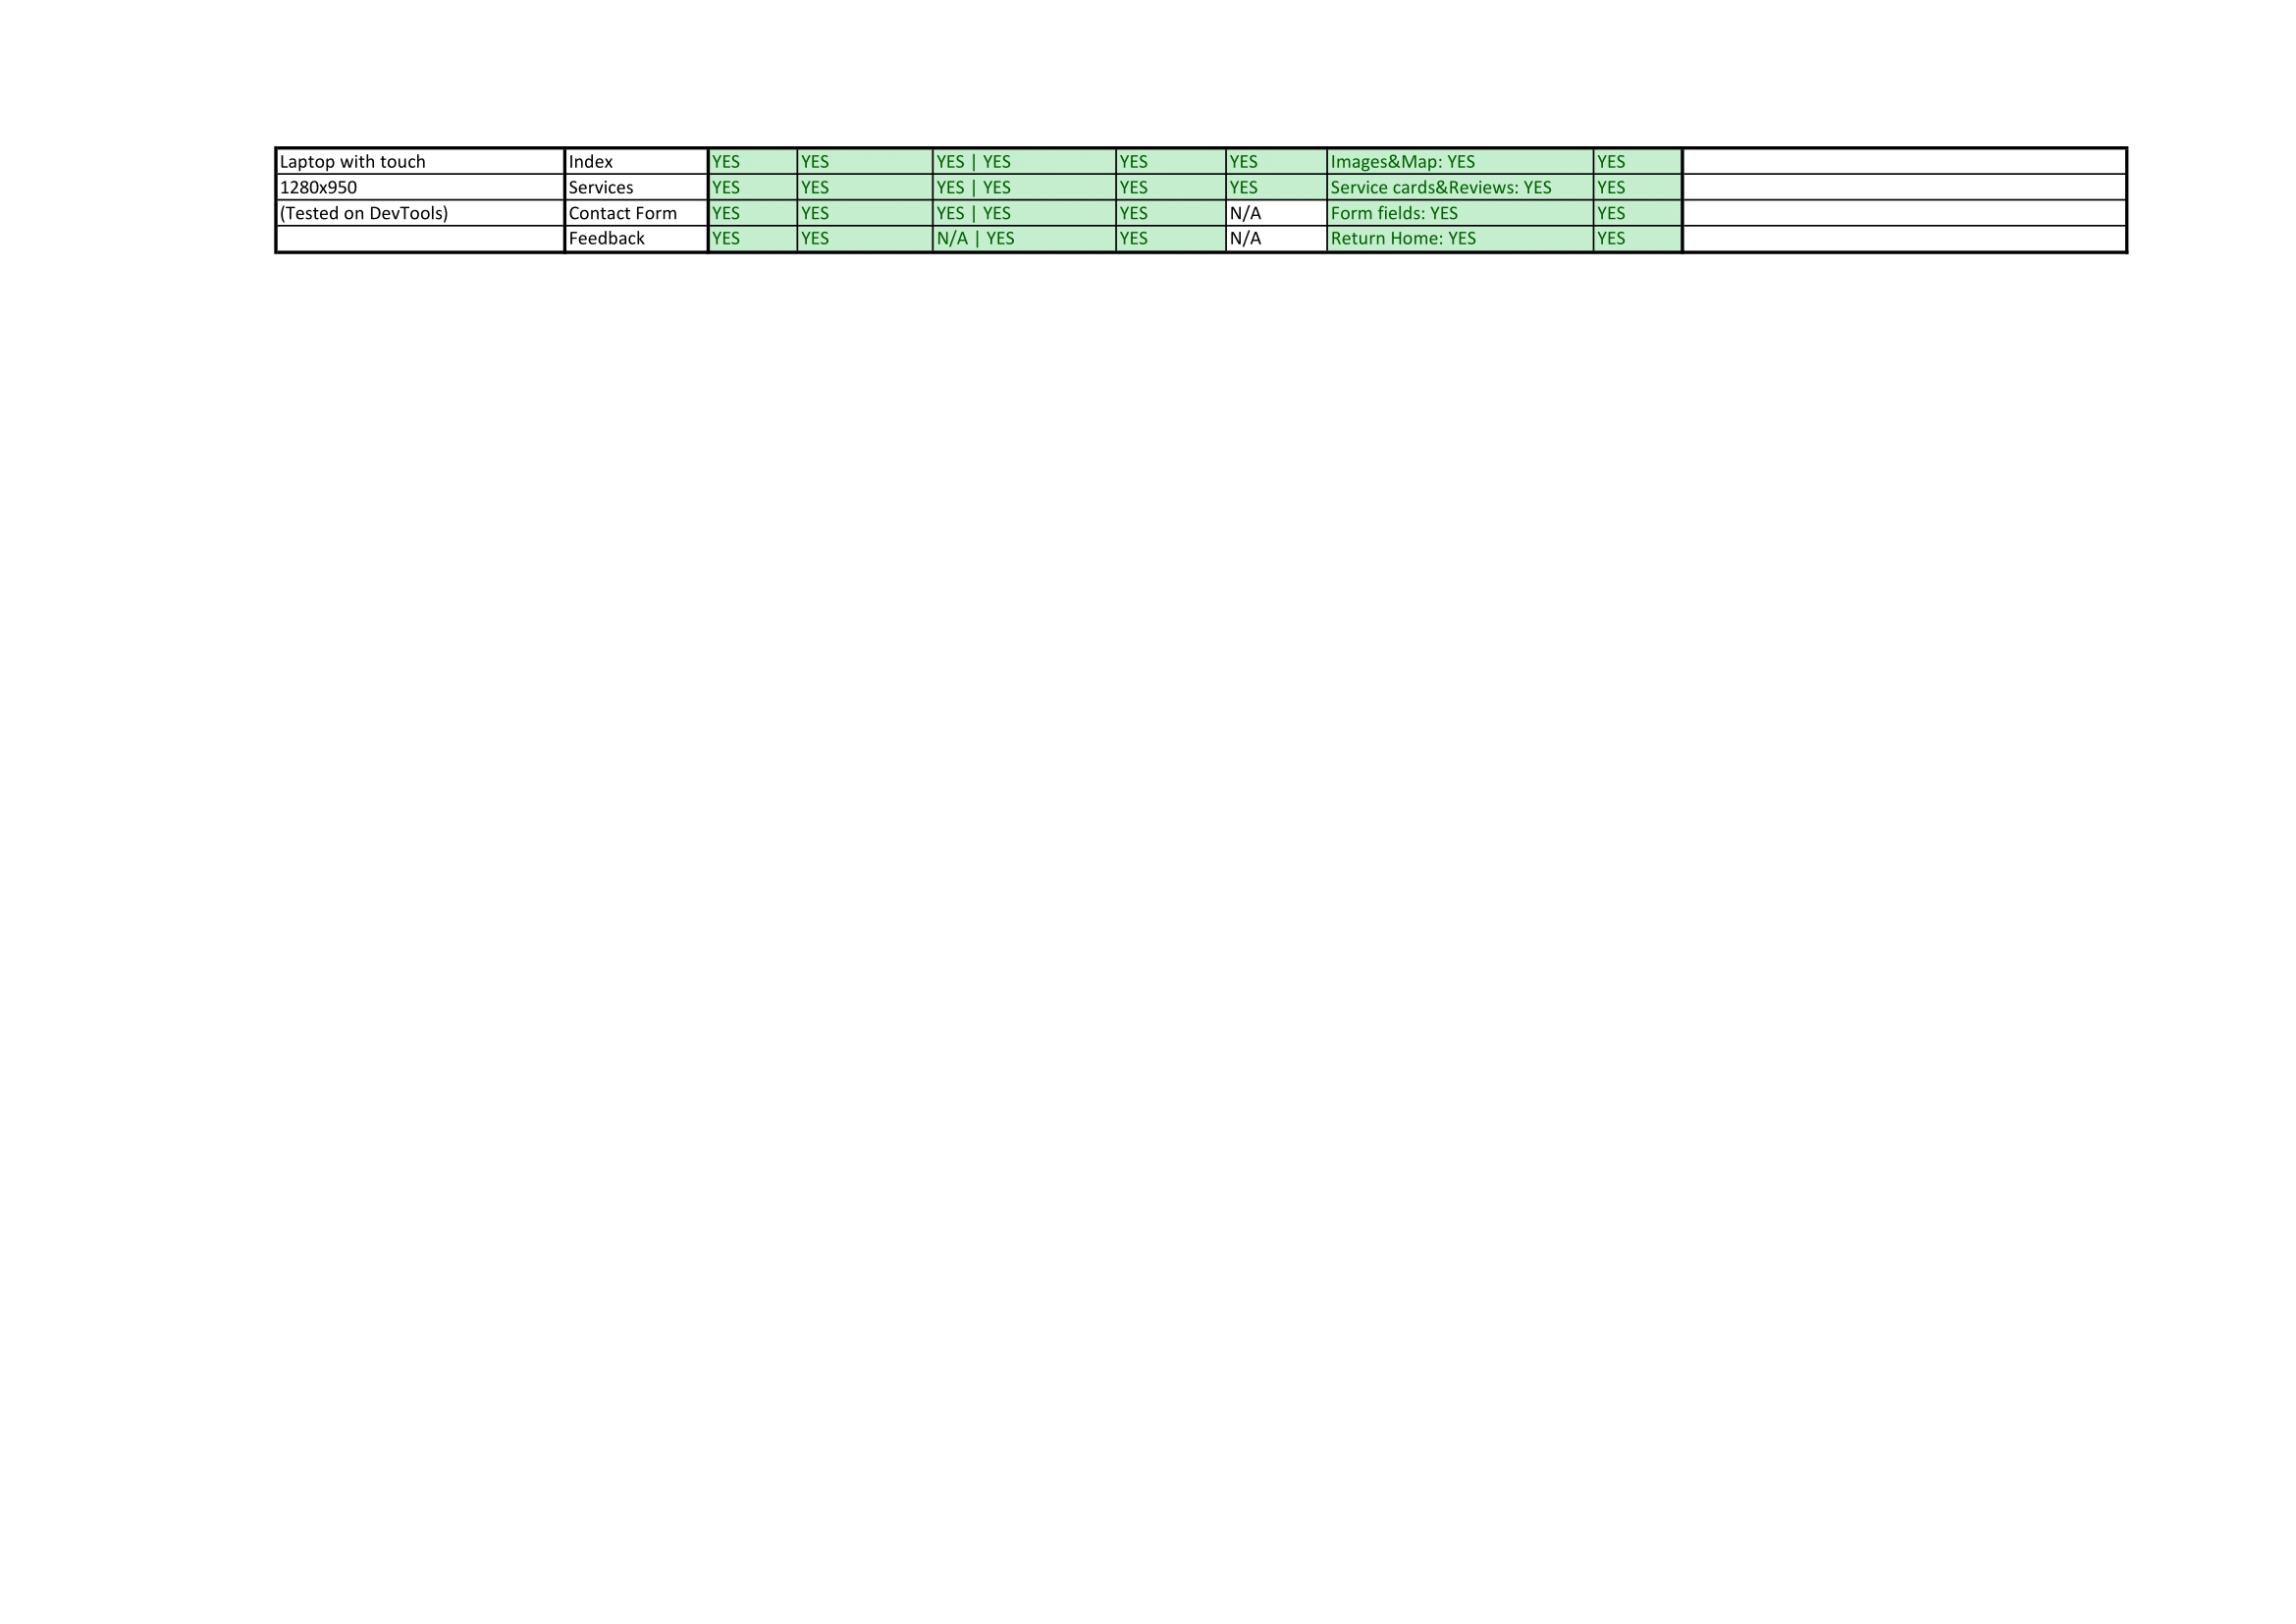 Laptop with touch Index YES YES YES | YES YES YES Images&Map: YES YES
1280x950 Services YES YES YES | YES YES YES Service cards&Reviews: YES YES
(Tested on DevTools) Contact Form YES YES YES | YES YES N/A Form fields: YES YES
Feedback YES YES N/A | YES YES N/A Return Home: YES YES